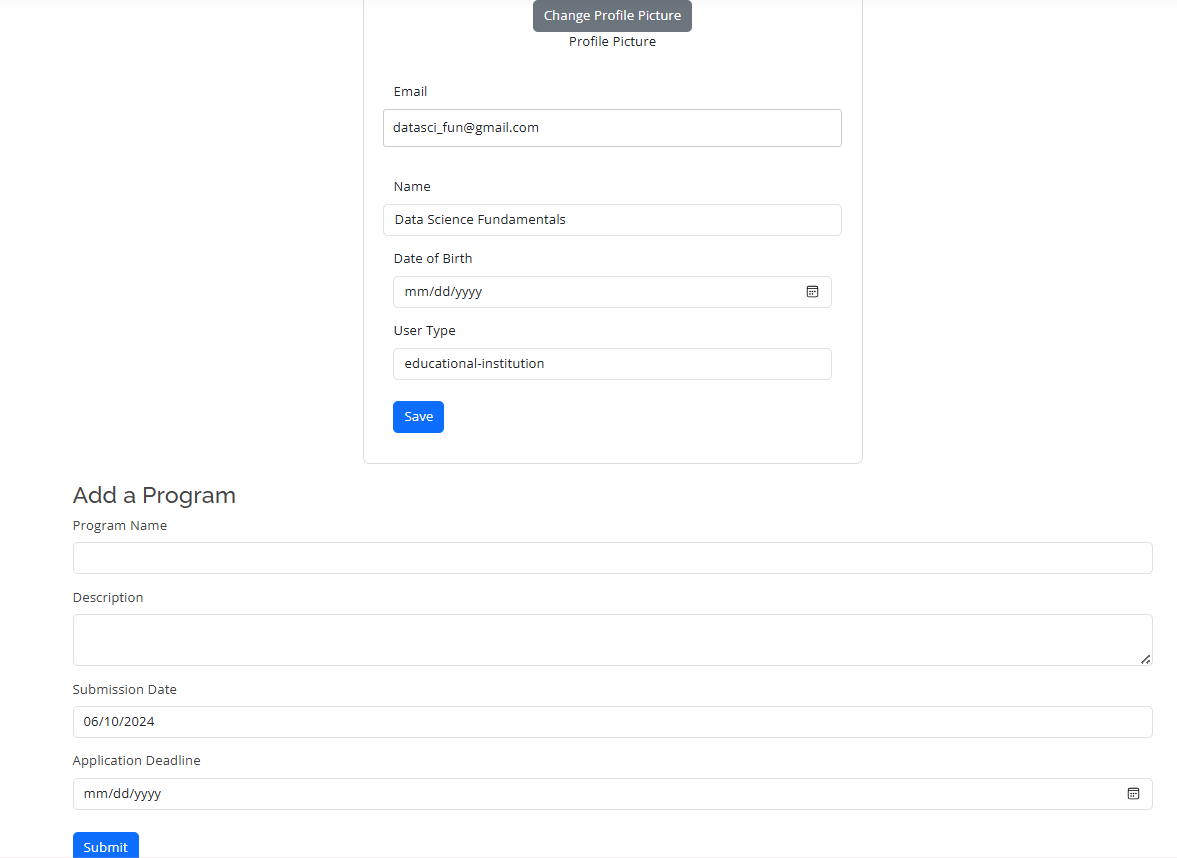 Change Profile Picture
Profile Picture
Email
datasci_fun@gmail.com
Name
Data Science Fundamentals
Date of Birth
mm/dd/yyyy
User Type
educational-institution
Save
Add a Program
Program Name
Description
Submission Date
06/10/2024
Application Deadline
mm/dd/yyyy
Submit